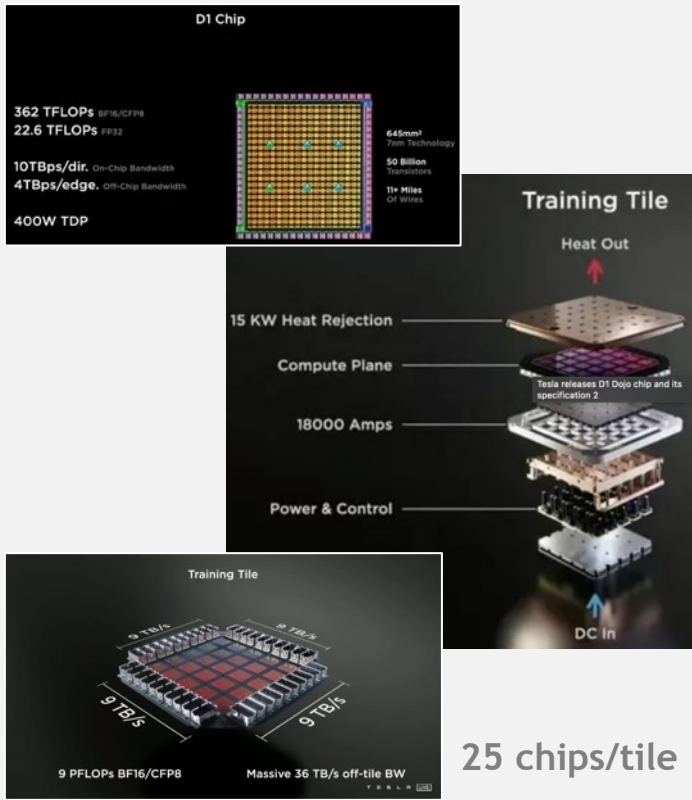 D1 Chip
362 TFLOPs BF16/CFP8
22.6 TFLOPs FP32
10TBps/dir. On-Chip Bandwidth
4TBps/edge. Off-Chip Bandwidth
400W TDP
645mm²
7nm Technology
50 Billion
Transistors
11+ Miles
Of Wires
Training Tile
Heat Out
15 KW Heat Rejection
Compute Plane
Tesla releases D1 Dojo chip and its
specification 2
18000 Amps
Power & Control
DC In
Training Tile
9 TB/s
9 TB/s
9 TB/s
9 TB/s
9 PFLOPs BF16/CFP8
Massive 36 TB/s off-tile BW
TESLA LIVE
25 chips/tile